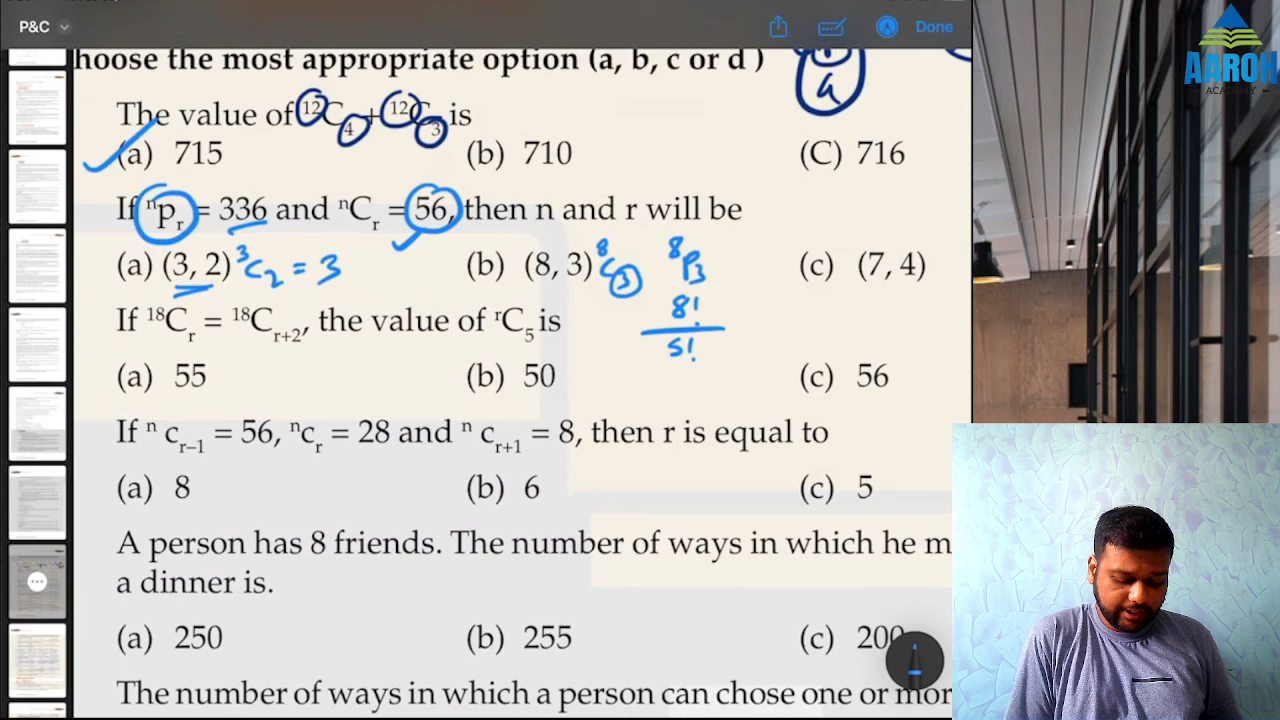 P&C
Done
AAROH
ACADEMY
hoose the most appropriate option (a, b, c or d )
a
The value of ¹²C₄ + ¹²C₃ is
(a) 715 (b) 710 (C) 716
If ⁿpᵣ = 336 and ⁿCᵣ = 56, then n and r will be
(a) (3, 2) ³C₂ = 3 (b) (8, 3) ⁸C₃ ⁸P₃ (c) (7, 4)
8!
5!
If ¹⁸Cᵣ = ¹⁸Cᵣ₊₂, the value of ʳC₅ is
(a) 55 (b) 50 (c) 56
If ⁿ cᵣ₋₁ = 56, ⁿcᵣ = 28 and ⁿ cᵣ₊₁ = 8, then r is equal to
(a) 8 (b) 6 (c) 5
A person has 8 friends. The number of ways in which he m
a dinner is.
(a) 250 (b) 255 (c) 200
The number of ways in which a person can chose one or mor